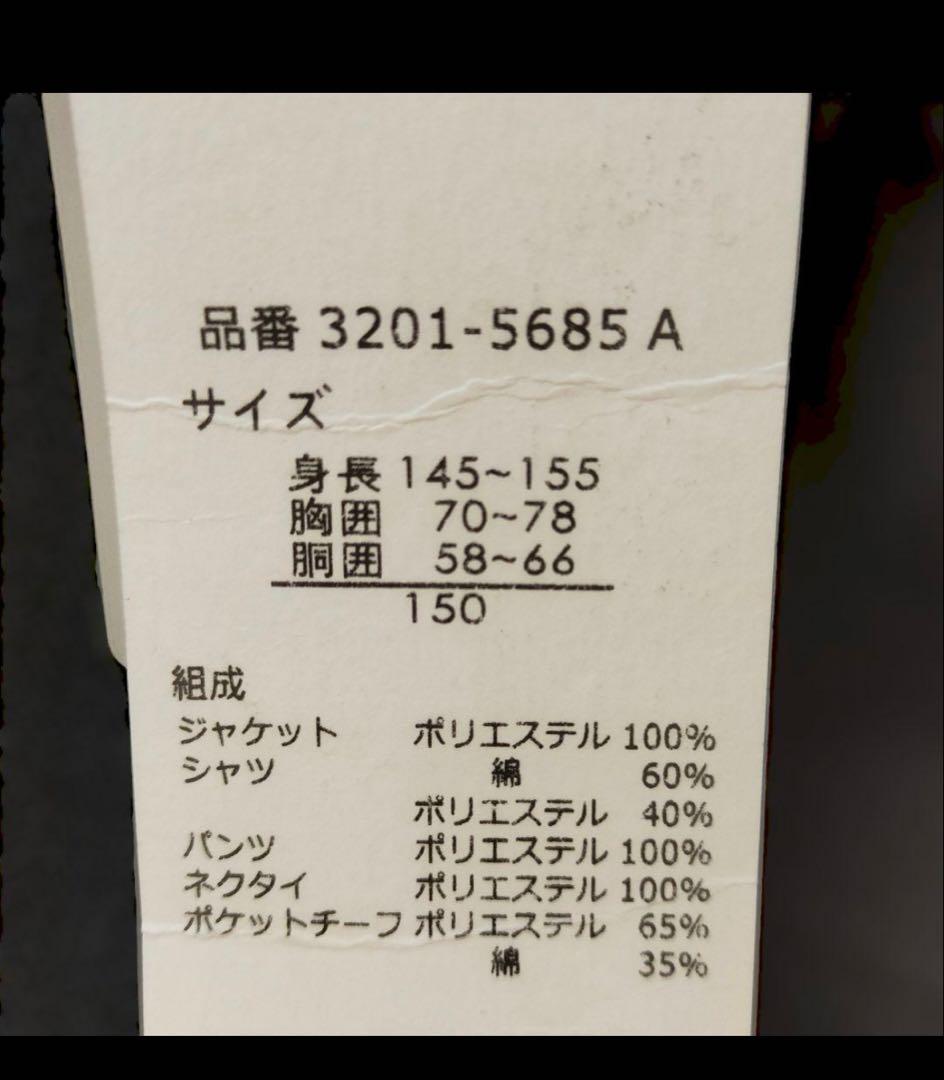 品番 3201-5685 A
サイズ
身長 145~155
胸囲 70~78
胴囲 58~66
150
組成
ジャケット ポリエステル 100%
シャツ 綿 60%
ポリエステル 40%
パンツ ポリエステル 100%
ネクタイ ポリエステル 100%
ポケットチーフ ポリエステル 65%
綿 35%